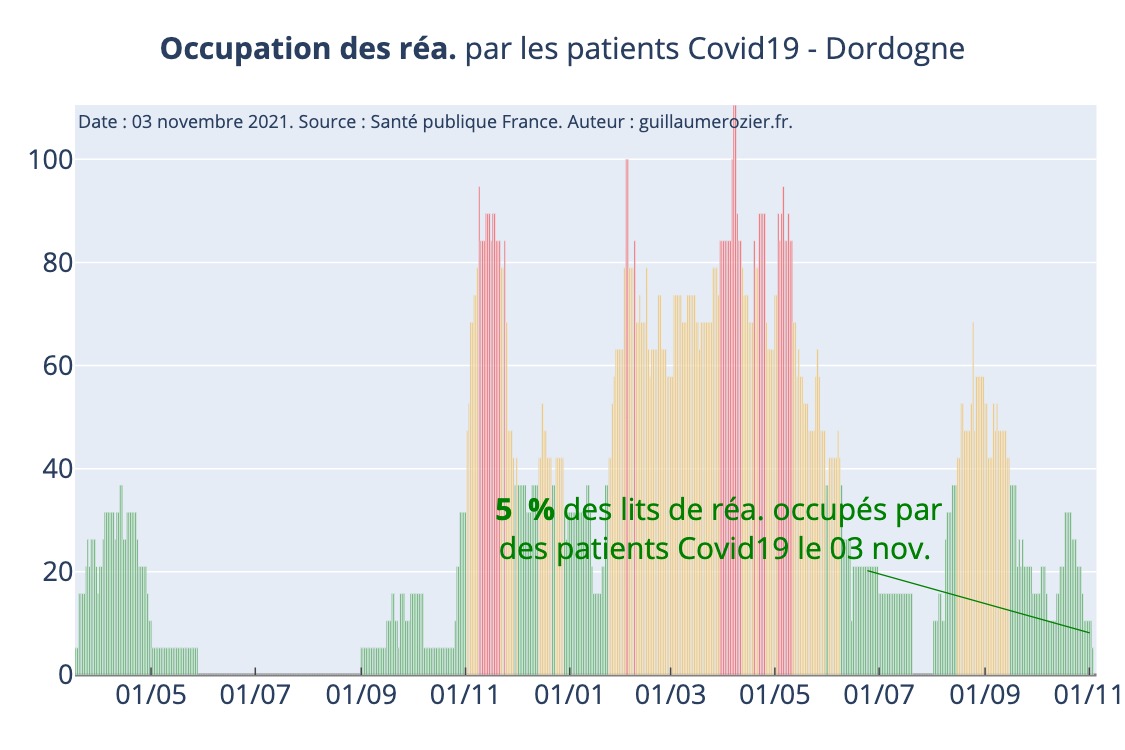 Occupation des réa. par les patients Covid19 - Dordogne
Date : 03 novembre 2021. Source : Santé publique France. Auteur : guillaumerozier.fr.
100
80
60
40
5 % des lits de réa. occupés par
des patients Covid19 le 03 nov.
20
0
01/05 01/07 01/09 01/11 01/01 01/03 01/05 01/07 01/09 01/11